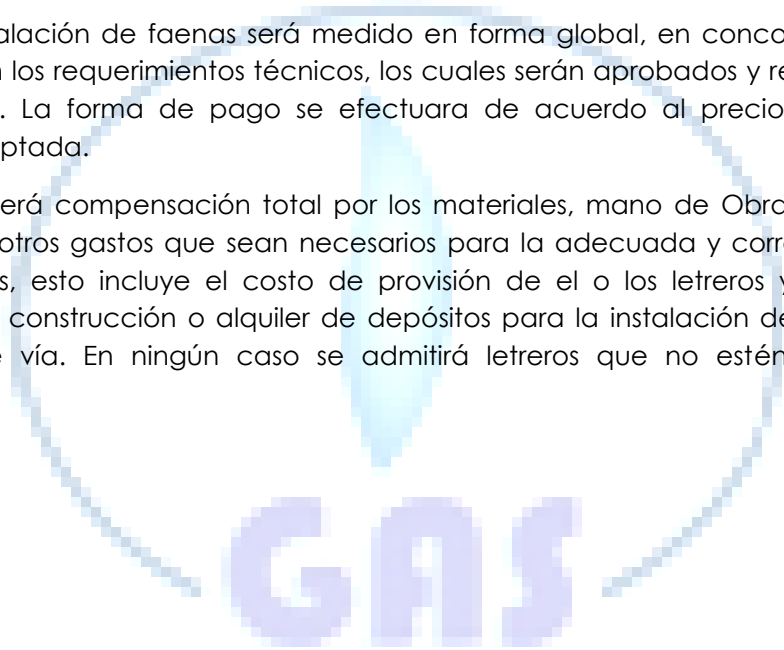 alación de faenas será medido en forma global, en conco
los requerimientos técnicos, los cuales serán aprobados y re
. La forma de pago se efectuara de acuerdo al precio
ptada.
erá compensación total por los materiales, mano de Obra
otros gastos que sean necesarios para la adecuada y corr
s, esto incluye el costo de provisión de el o los letreros y
construcción o alquiler de depósitos para la instalación de
vía. En ningún caso se admitirá letreros que no estén
GAS